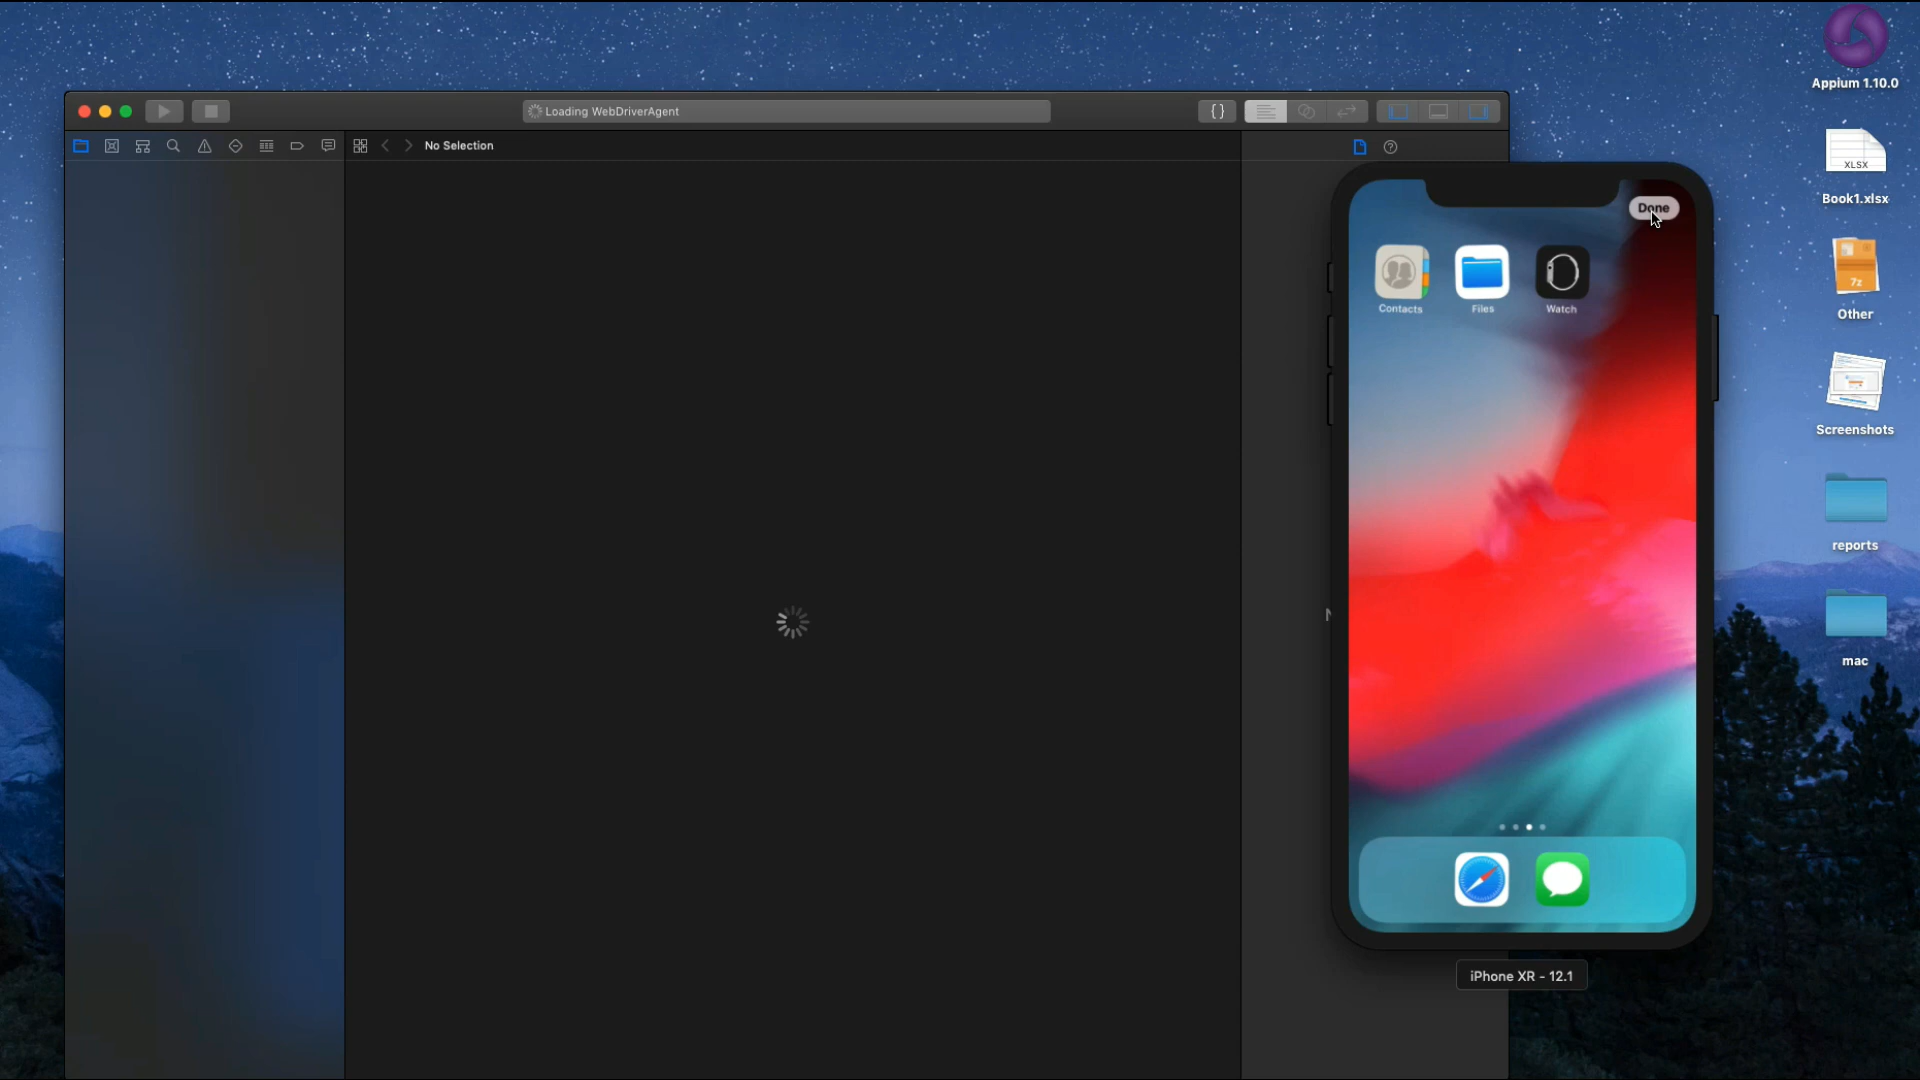 Appium 1.10.0
Loading WebDriverAgent
{ }
No Selection
XLSX
Book1.xlsx
Done
Contacts
Files
Watch
7z
Other
Screenshots
reports
N
mac
iPhone XR - 12.1